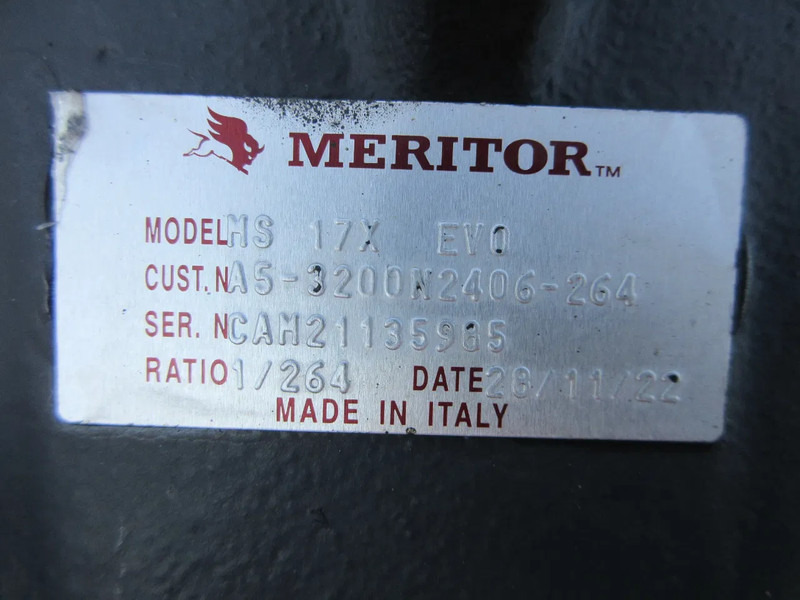 MERITOR™
MODEL MS 17X EVO
CUST. N A5-3200N2406-264
SER. N CAM21135985
RATIO 1/264 DATE 28/11/22
MADE IN ITALY